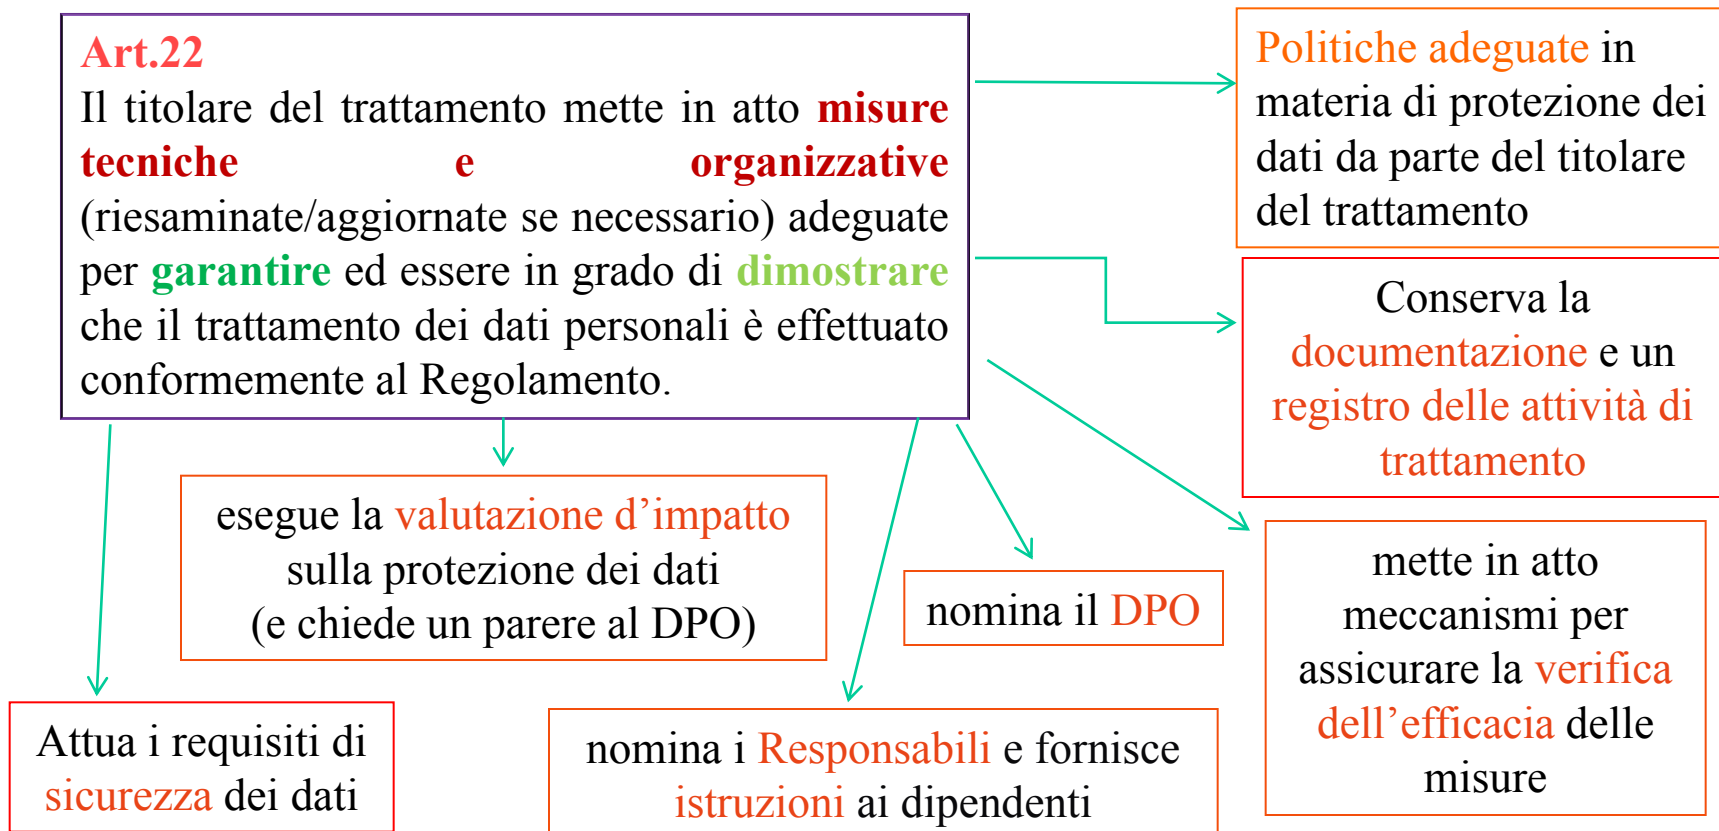 Art.22
Il titolare del trattamento mette in atto misure
tecniche e organizzative
(riesaminate/aggiornate se necessario) adeguate
per garantire ed essere in grado di dimostrare
che il trattamento dei dati personali è effettuato
conformemente al Regolamento.
Politiche adeguate in
materia di protezione dei
dati da parte del titolare
del trattamento
Conserva la
documentazione e un
registro delle attività di
trattamento
mette in atto
meccanismi per
assicurare la verifica
dell’efficacia delle
misure
nomina il DPO
esegue la valutazione d’impatto
sulla protezione dei dati
(e chiede un parere al DPO)
Attua i requisiti di
sicurezza dei dati
nomina i Responsabili e fornisce
istruzioni ai dipendenti